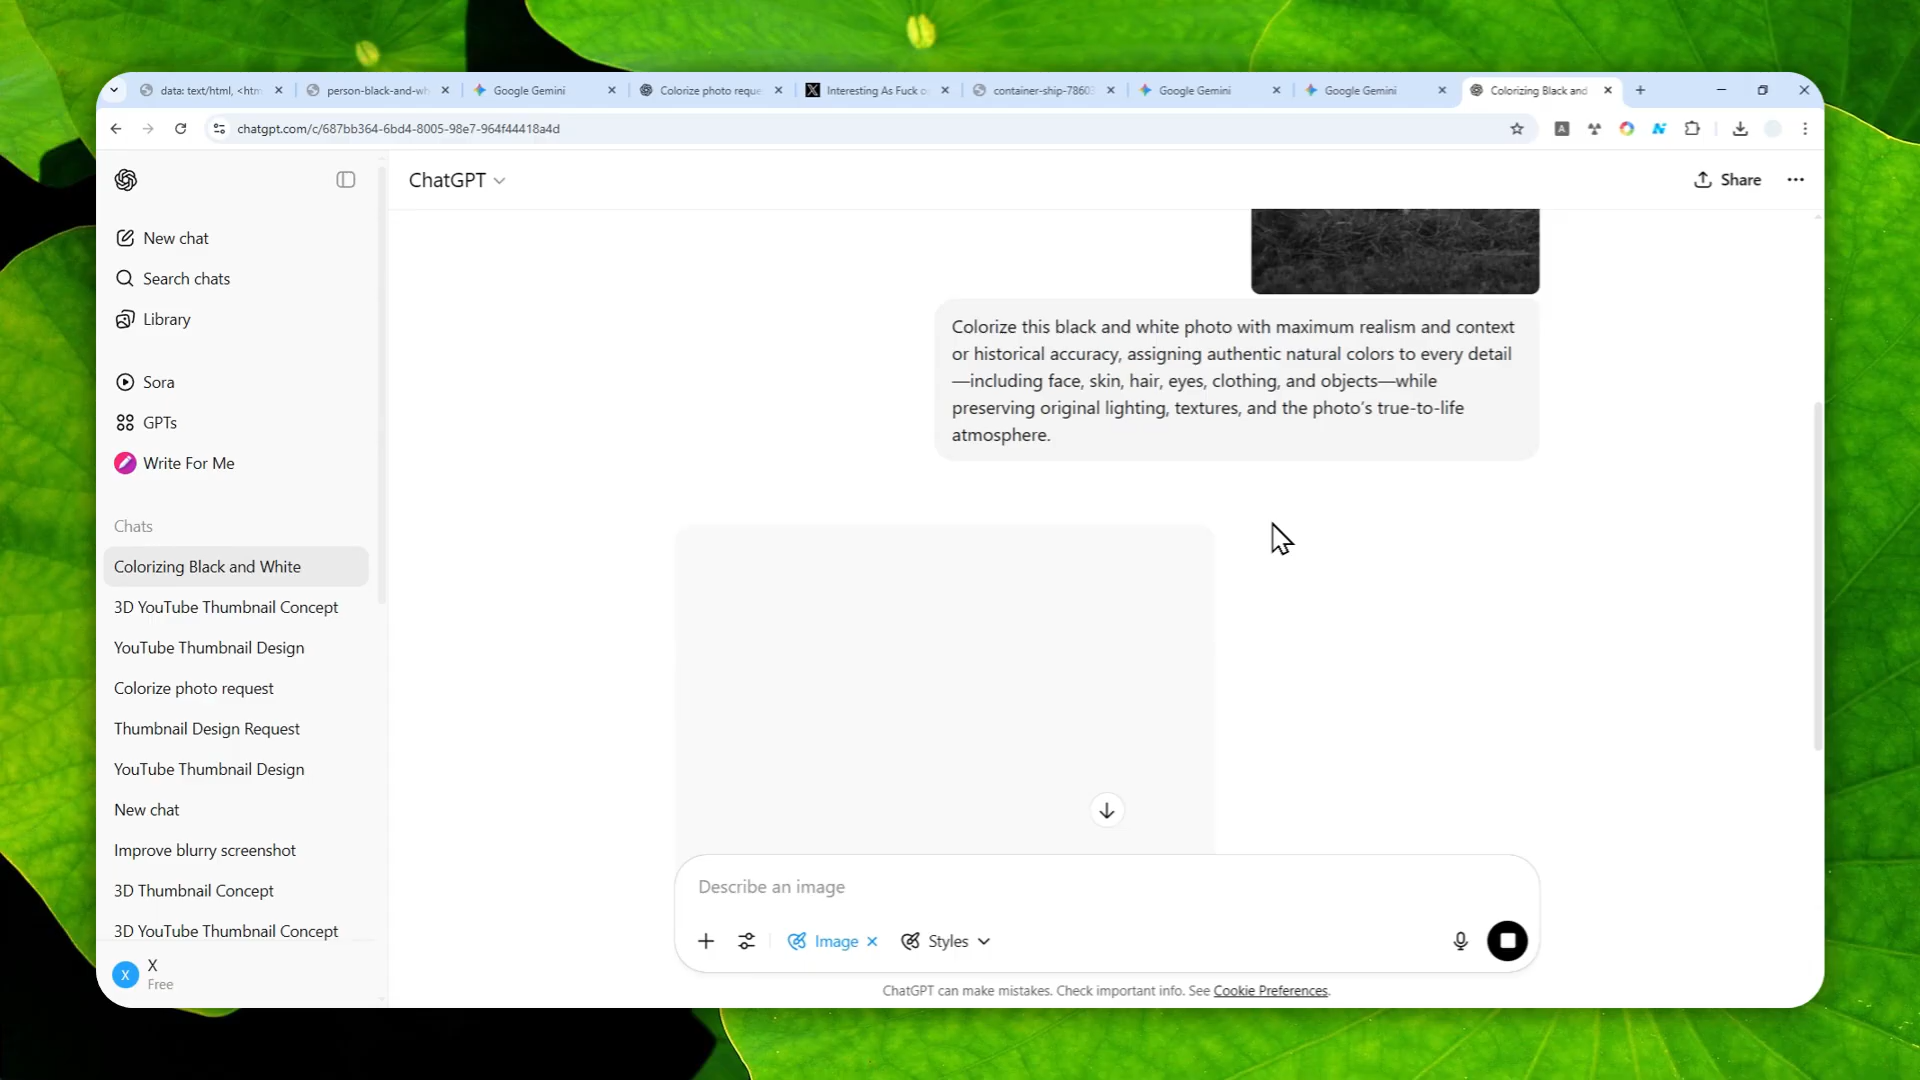 data: text/html, <htm
person-black-and-wh
Google Gemini
Colorize photo reque
Interesting As Fuck o
container-ship-7860
Google Gemini
Google Gemini
Colorizing Black and
chatgpt.com/c/687bb364-6bd4-8005-98e7-964f44418a4d
ChatGPT
Share
New chat
Search chats
Library
Sora
GPTs
Write For Me
Chats
Colorizing Black and White
3D YouTube Thumbnail Concept
YouTube Thumbnail Design
Colorize photo request
Thumbnail Design Request
YouTube Thumbnail Design
New chat
Improve blurry screenshot
3D Thumbnail Concept
3D YouTube Thumbnail Concept
X
X
Free
Colorize this black and white photo with maximum realism and context
or historical accuracy, assigning authentic natural colors to every detail
—including face, skin, hair, eyes, clothing, and objects—while
preserving original lighting, textures, and the photo's true-to-life
atmosphere.
Describe an image
Image
Styles
ChatGPT can make mistakes. Check important info. See Cookie Preferences.